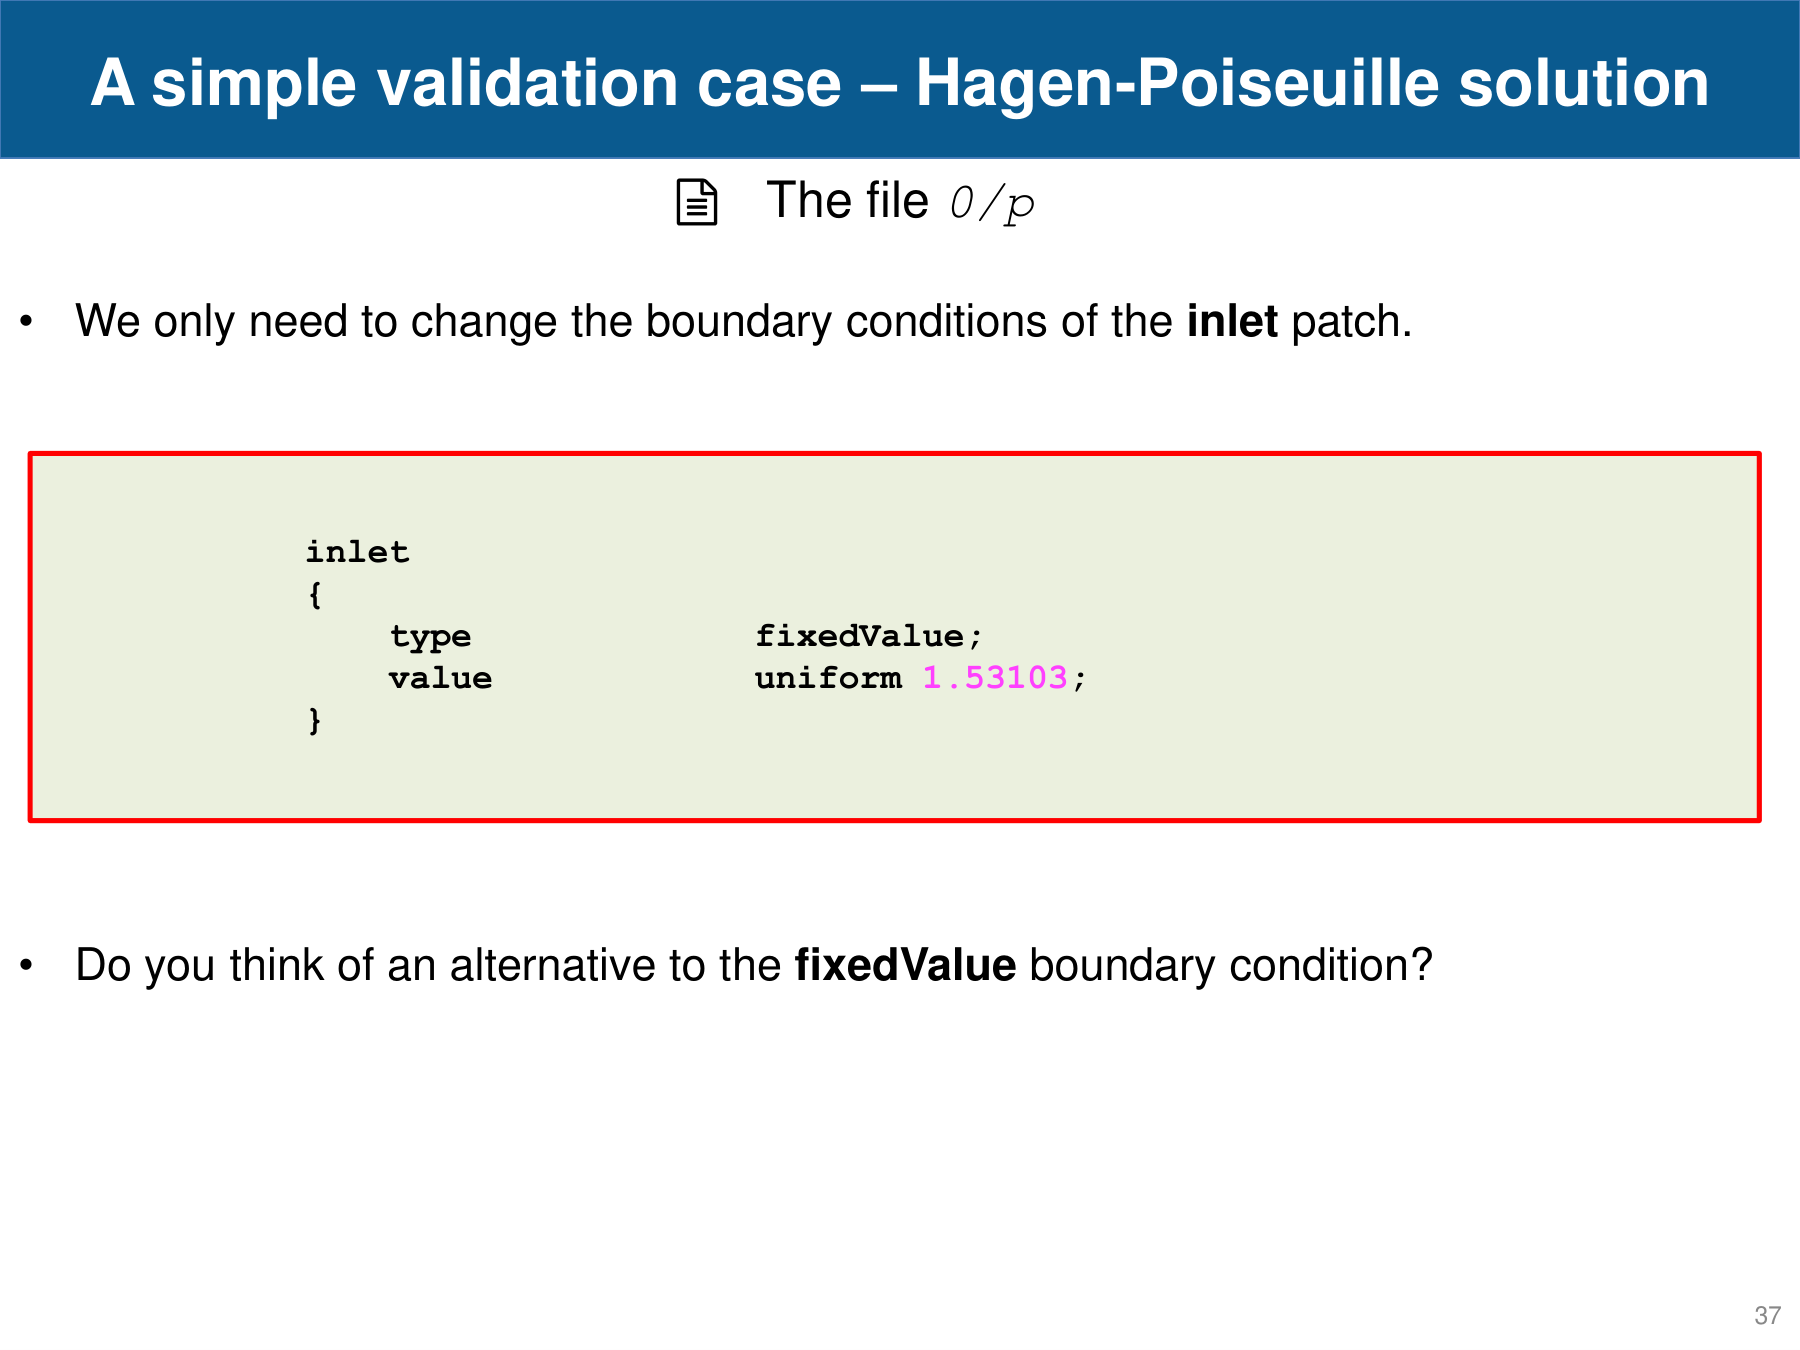 A simple validation case – Hagen-Poiseuille solution
The file 0/p
• We only need to change the boundary conditions of the inlet patch.
inlet
{
type fixedValue;
value uniform 1.53103;
}
• Do you think of an alternative to the fixedValue boundary condition?
37